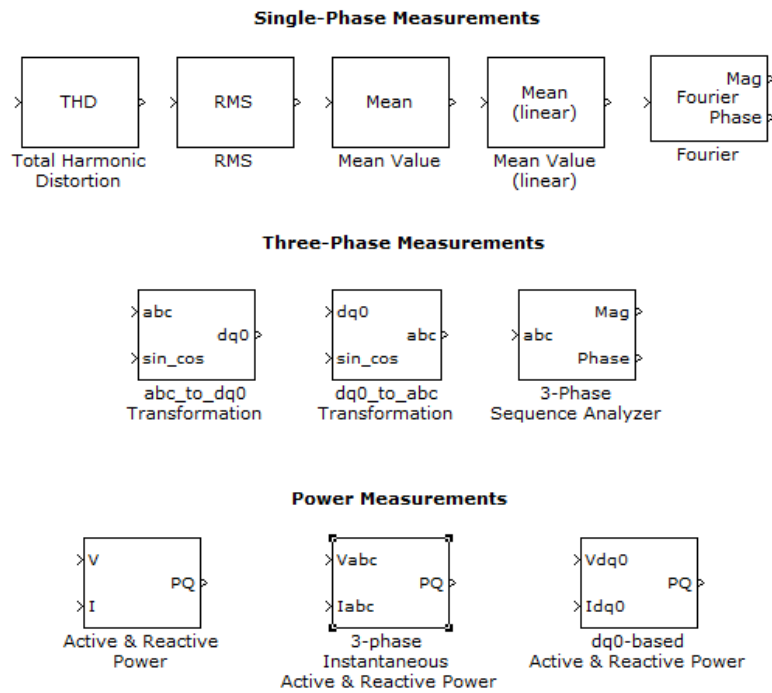 Single-Phase Measurements
THD
RMS
Mean
Mean
(linear)
Mag
Fourier
Phase
Total Harmonic
Distortion
RMS
Mean Value
Mean Value
(linear)
Fourier
Three-Phase Measurements
abc
dq0
sin_cos
dq0
abc
sin_cos
Mag
abc
Phase
abc_to_dq0
Transformation
dq0_to_abc
Transformation
3-Phase
Sequence Analyzer
Power Measurements
V
PQ
I
Vabc
PQ
Iabc
Vdq0
PQ
Idq0
Active & Reactive
Power
3-phase
Instantaneous
Active & Reactive Power
dq0-based
Active & Reactive Power